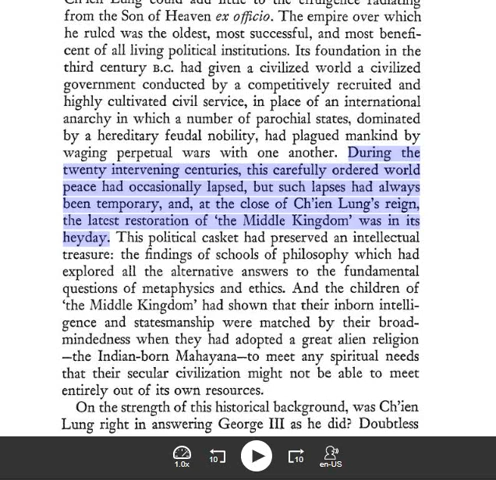 Ch'ien Lung could add little to the effulgence radiating
from the Son of Heaven ex officio. The empire over which
he ruled was the oldest, most successful, and most benefi-
cent of all living political institutions. Its foundation in the
third century B.C. had given a civilized world a civilized
government conducted by a competitively recruited and
highly cultivated civil service, in place of an international
anarchy in which a number of parochial states, dominated
by a hereditary feudal nobility, had plagued mankind by
waging perpetual wars with one another. During the
twenty intervening centuries, this carefully ordered world
peace had occasionally lapsed, but such lapses had always
been temporary, and, at the close of Ch'ien Lung's reign,
the latest restoration of 'the Middle Kingdom' was in its
heyday. This political casket had preserved an intellectual
treasure: the findings of schools of philosophy which had
explored all the alternative answers to the fundamental
questions of metaphysics and ethics. And the children of
'the Middle Kingdom' had shown that their inborn intelli-
gence and statesmanship were matched by their broad-
mindedness when they had adopted a great alien religion
—the Indian-born Mahayana—to meet any spiritual needs
that their secular civilization might not be able to meet
entirely out of its own resources.
On the strength of this historical background, was Ch'ien
Lung right in answering George III as he did? Doubtless
1.0x 10 10 en-US